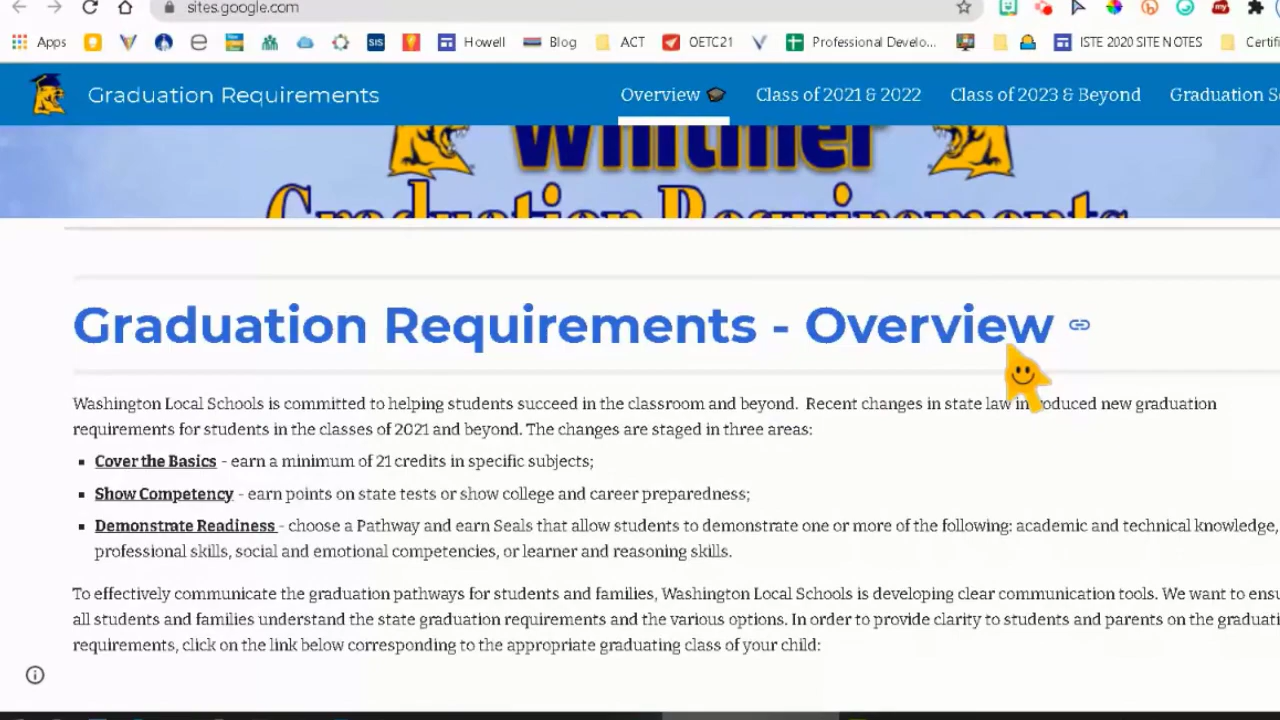 sites.google.com
Apps
SIS
Howell
Blog
ACT
OETC21
Professional Develo...
ISTE 2020 SITE NOTES
Certifi
Graduation Requirements
Overview
Class of 2021 & 2022
Class of 2023 & Beyond
Graduation S
Whitmer
Graduation Requirements
Graduation Requirements - Overview
Washington Local Schools is committed to helping students succeed in the classroom and beyond. Recent changes in state law introduced new graduation
requirements for students in the classes of 2021 and beyond. The changes are staged in three areas:
Cover the Basics - earn a minimum of 21 credits in specific subjects;
Show Competency - earn points on state tests or show college and career preparedness;
Demonstrate Readiness - choose a Pathway and earn Seals that allow students to demonstrate one or more of the following: academic and technical knowledge,
professional skills, social and emotional competencies, or learner and reasoning skills.
To effectively communicate the graduation pathways for students and families, Washington Local Schools is developing clear communication tools. We want to ensu
all students and families understand the state graduation requirements and the various options. In order to provide clarity to students and parents on the graduati
requirements, click on the link below corresponding to the appropriate graduating class of your child: